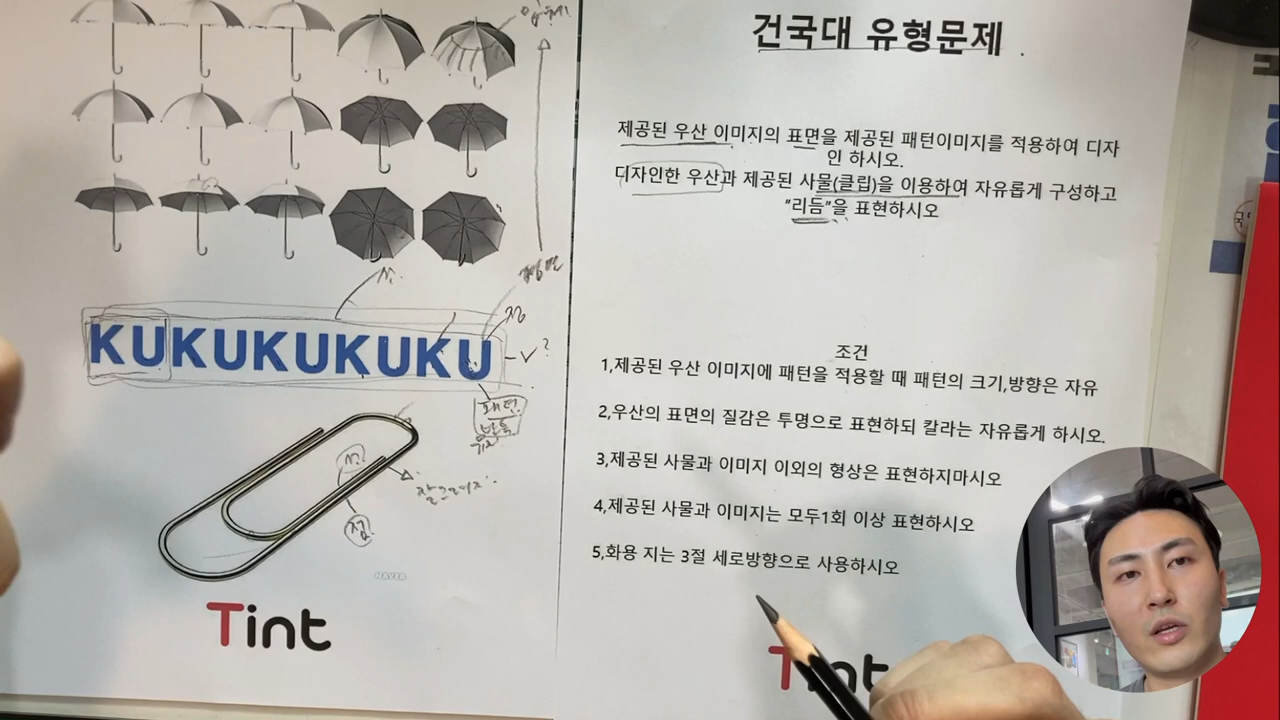 KUKUKUKUKU
패턴
NAVER
Tint
건국대 유형문제
제공된 우산 이미지의 표면을 제공된 패턴이미지를 적용하여 디자
인 하시오.
디자인한 우산과 제공된 사물(클립)을 이용하여 자유롭게 구성하고
"리듬"을 표현하시오
조건
1,제공된 우산 이미지에 패턴을 적용할 때 패턴의 크기,방향은 자유
2,우산의 표면의 질감은 투명으로 표현하되 칼라는 자유롭게 하시오.
3,제공된 사물과 이미지 이외의 형상은 표현하지마시오
4,제공된 사물과 이미지는 모두1회 이상 표현하시오
5,화용 지는 3절 세로방향으로 사용하시오
Tint